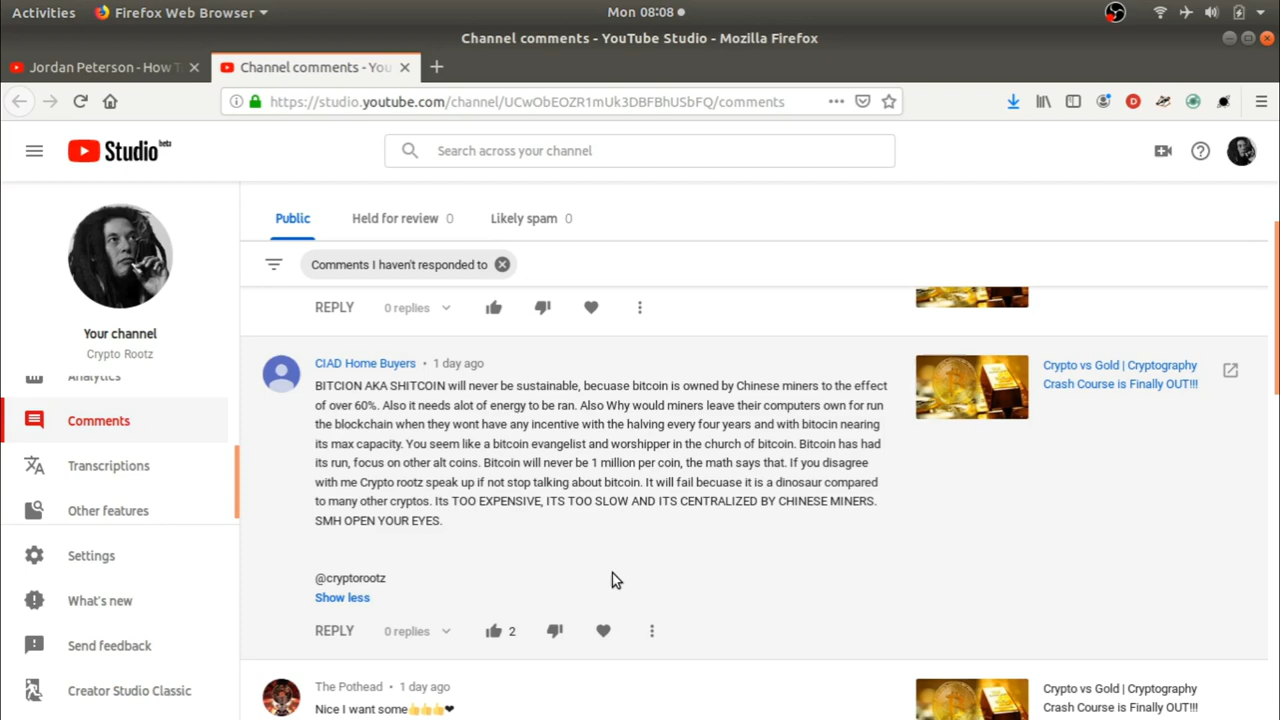 Activities Firefox Web Browser Mon 08:08
Channel comments - YouTube Studio - Mozilla Firefox
Jordan Peterson - How T Channel comments - You
https://studio.youtube.com/channel/UCwObEOZR1mUk3DBFBhUSbFQ/comments
Studio beta Search across your channel
Public Held for review 0 Likely spam 0
Comments I haven't responded to
REPLY 0 replies
Your channel
Crypto Rootz
Analytics
Comments
Transcriptions
Other features
Settings
What's new
Send feedback
Creator Studio Classic
CIAD Home Buyers • 1 day ago
BITCION AKA SHITCOIN will never be sustainable, becuase bitcoin is owned by Chinese miners to the effect
of over 60%. Also it needs alot of energy to be ran. Also Why would miners leave their computers own for run
the blockchain when they wont have any incentive with the halving every four years and with bitcoin nearing
its max capacity. You seem like a bitcoin evangelist and worshipper in the church of bitcoin. Bitcoin has had
its run, focus on other alt coins. Bitcoin will never be 1 million per coin, the math says that. If you disagree
with me Crypto rootz speak up if not stop talking about bitcoin. It will fail becuase it is a dinosaur compared
to many other cryptos. Its TOO EXPENSIVE, ITS TOO SLOW AND ITS CENTRALIZED BY CHINESE MINERS.
SMH OPEN YOUR EYES.
@cryptorootz
Show less
REPLY 0 replies 2
Crypto vs Gold | Cryptography
Crash Course is Finally OUT!!!
The Pothead • 1 day ago
Nice I want some👍👍👍❤
Crypto vs Gold | Cryptography
Crash Course is Finally OUT!!!